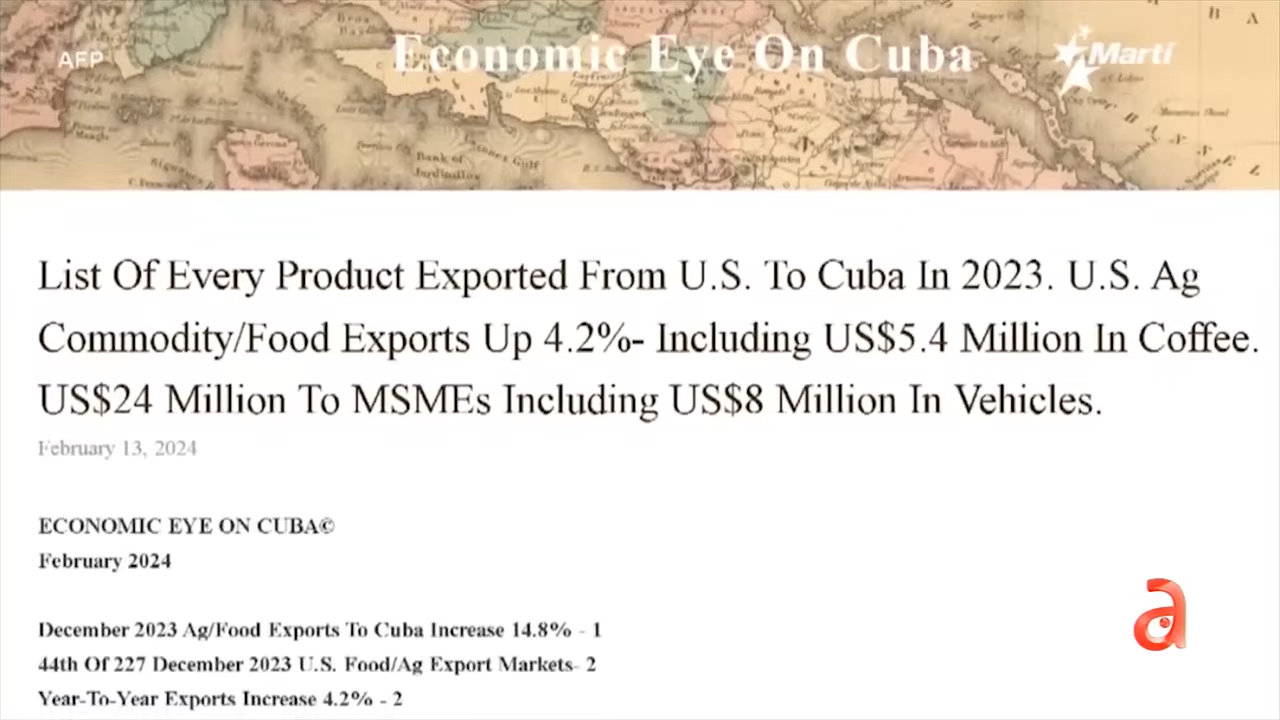 AFP
Economic Eye On Cuba
Martí
Bank of
Jardinillos
List Of Every Product Exported From U.S. To Cuba In 2023. U.S. Ag
Commodity/Food Exports Up 4.2%- Including US$5.4 Million In Coffee.
US$24 Million To MSMEs Including US$8 Million In Vehicles.
February 13, 2024
ECONOMIC EYE ON CUBA©
February 2024
a
December 2023 Ag/Food Exports To Cuba Increase 14.8% - 1
44th Of 227 December 2023 U.S. Food/Ag Export Markets- 2
Year-To-Year Exports Increase 4.2% - 2